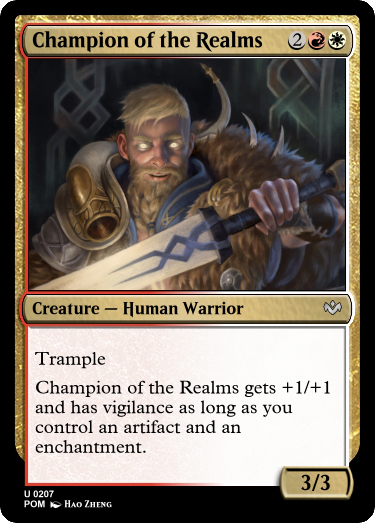 Champion of the Realms 2
Creature — Human Warrior
Trample
Champion of the Realms gets +1/+1
and has vigilance as long as you
control an artifact and an
enchantment.
3/3
U 0207
POM Hao Zheng